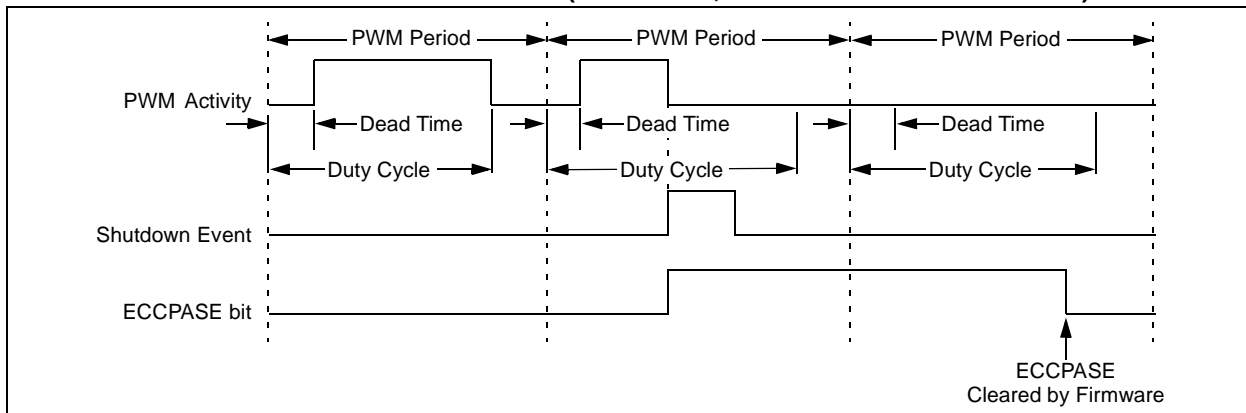 PWM Period PWM Period PWM Period
PWM Activity
Dead Time Dead Time Dead Time
Duty Cycle Duty Cycle Duty Cycle
Shutdown Event
ECCPASE bit
ECCPASE
Cleared by Firmware